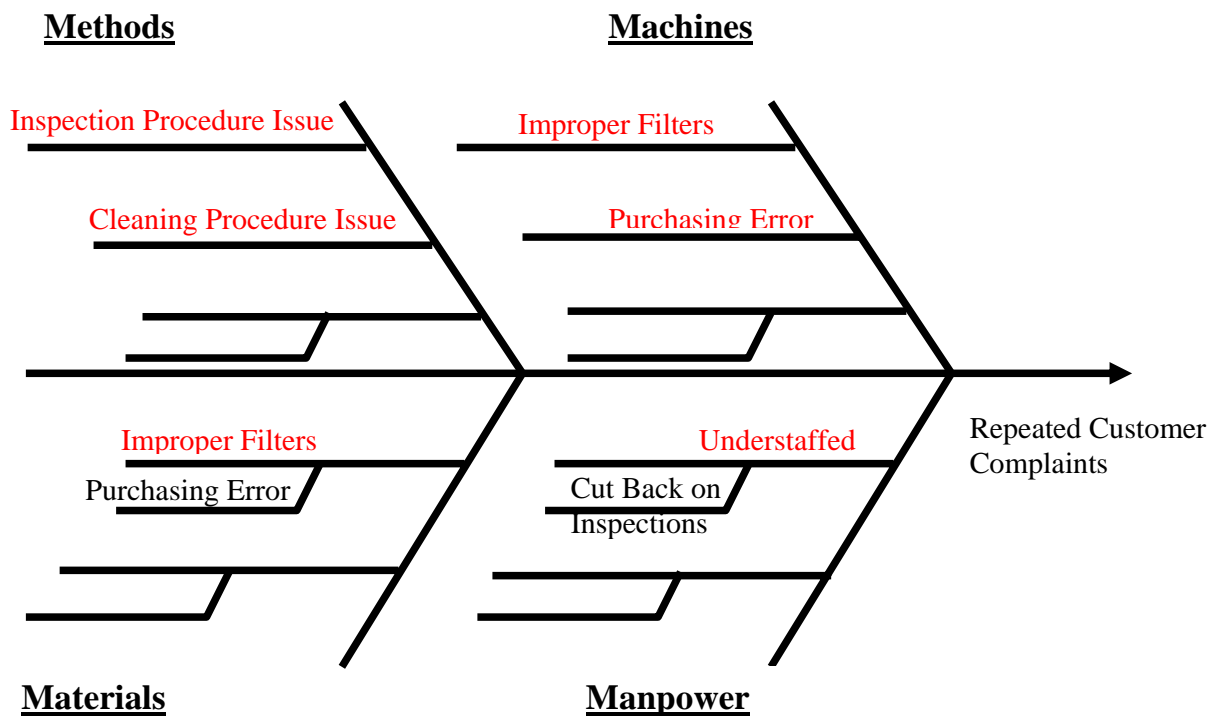 Methods
Machines
Inspection Procedure Issue
Improper Filters
Cleaning Procedure Issue
Purchasing Error
Improper Filters
Understaffed
Repeated Customer
Complaints
Purchasing Error
Cut Back on
Inspections
Materials
Manpower